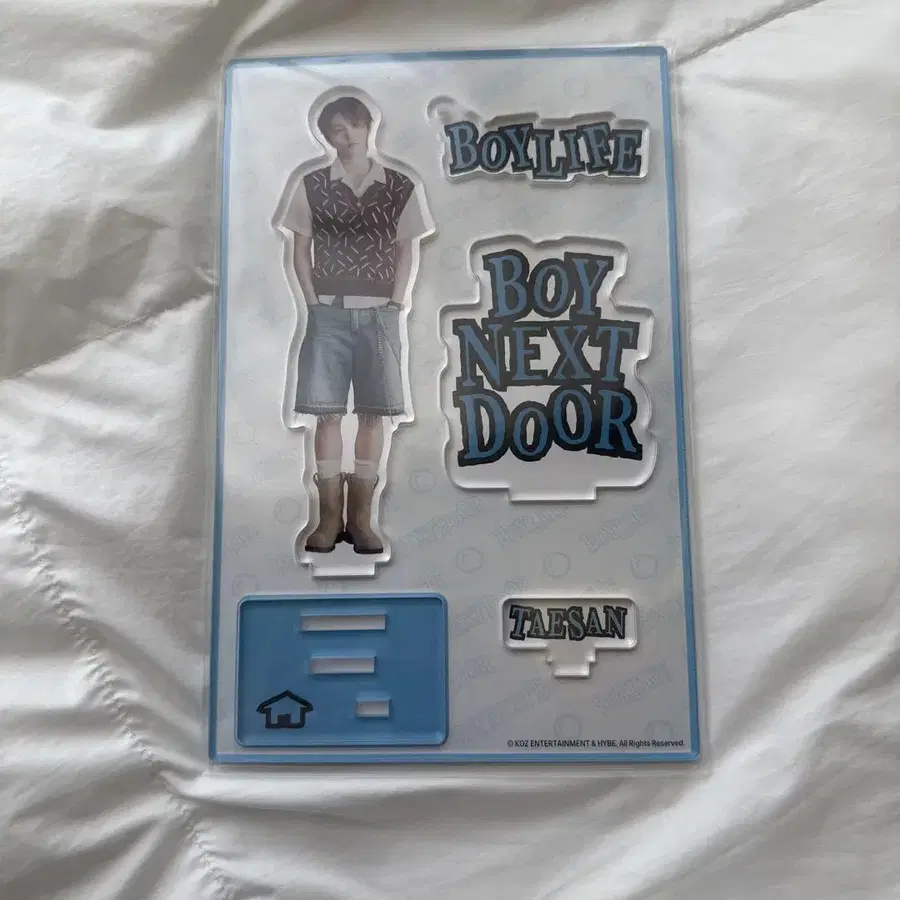 BOYLIFE
BOY
NEXT
DOOR
TAESAN
© KOZ ENTERTAINMENT & HYBE. All Rights Reserved.